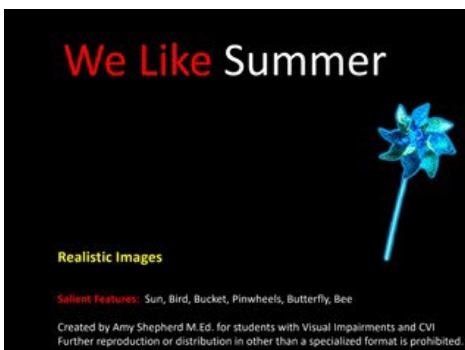 We Like Summer
Realistic Images
Salient Features: Sun, Bird, Bucket, Pinwheels, Butterfly, Bee
Created by Amy Shepherd M.Ed. for students with Visual Impairments and CVI
Further reproduction or distribution in other than a specialized format is prohibited.